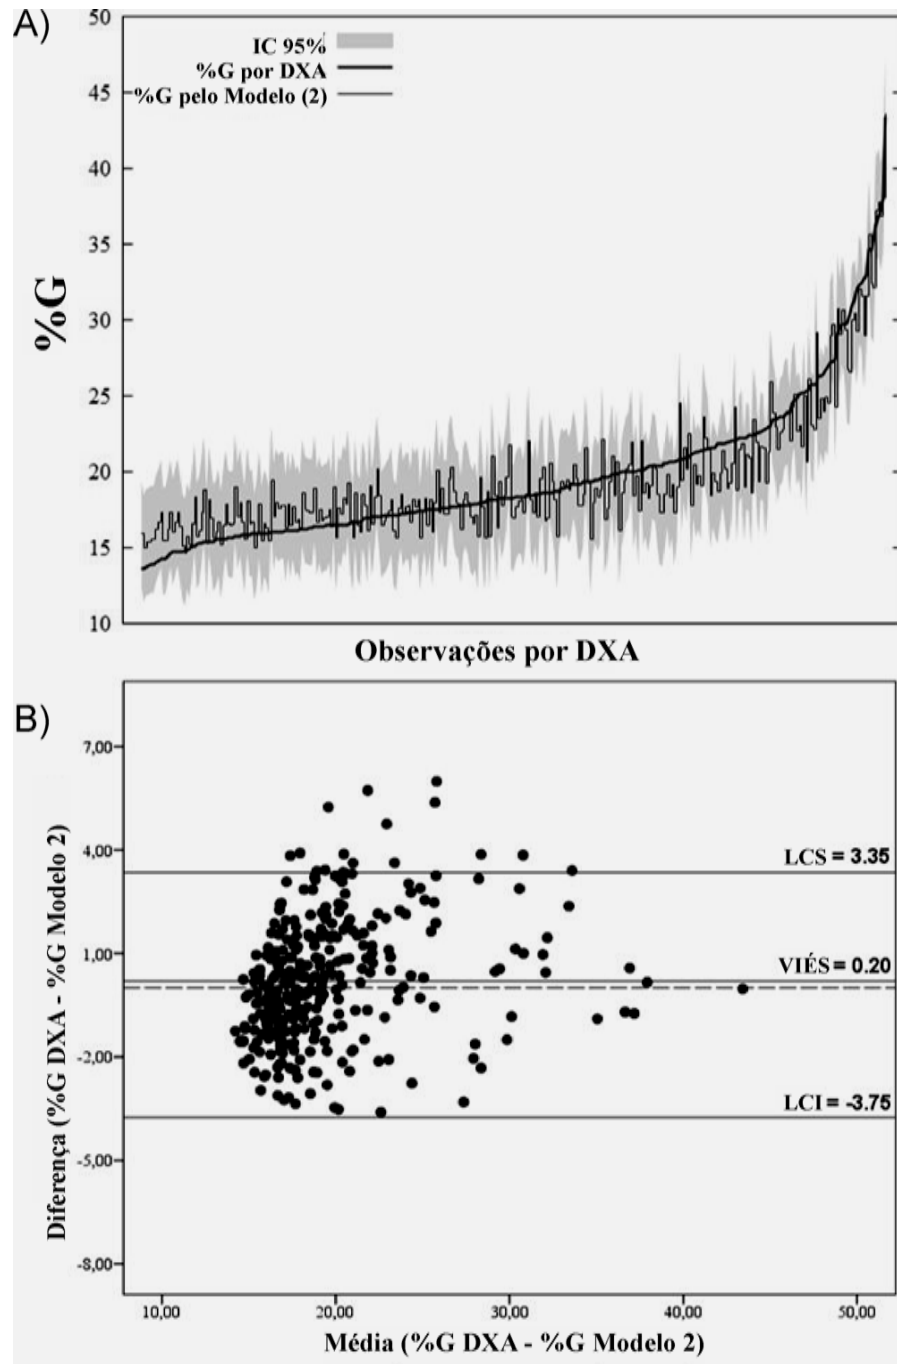 A)
50
IC 95%
%G por DXA
%G pelo Modelo (2)
45
40
35
30
25
20
15
10
%G
Observações por DXA
B)
7,00
4,00
1,00
-2,00
-5,00
-8,00
Diferença (%G DXA - %G Modelo 2)
LCS = 3.35
VIÉS = 0.20
LCI = -3.75
10,00 20,00 30,00 40,00 50,00
Média (%G DXA - %G Modelo 2)